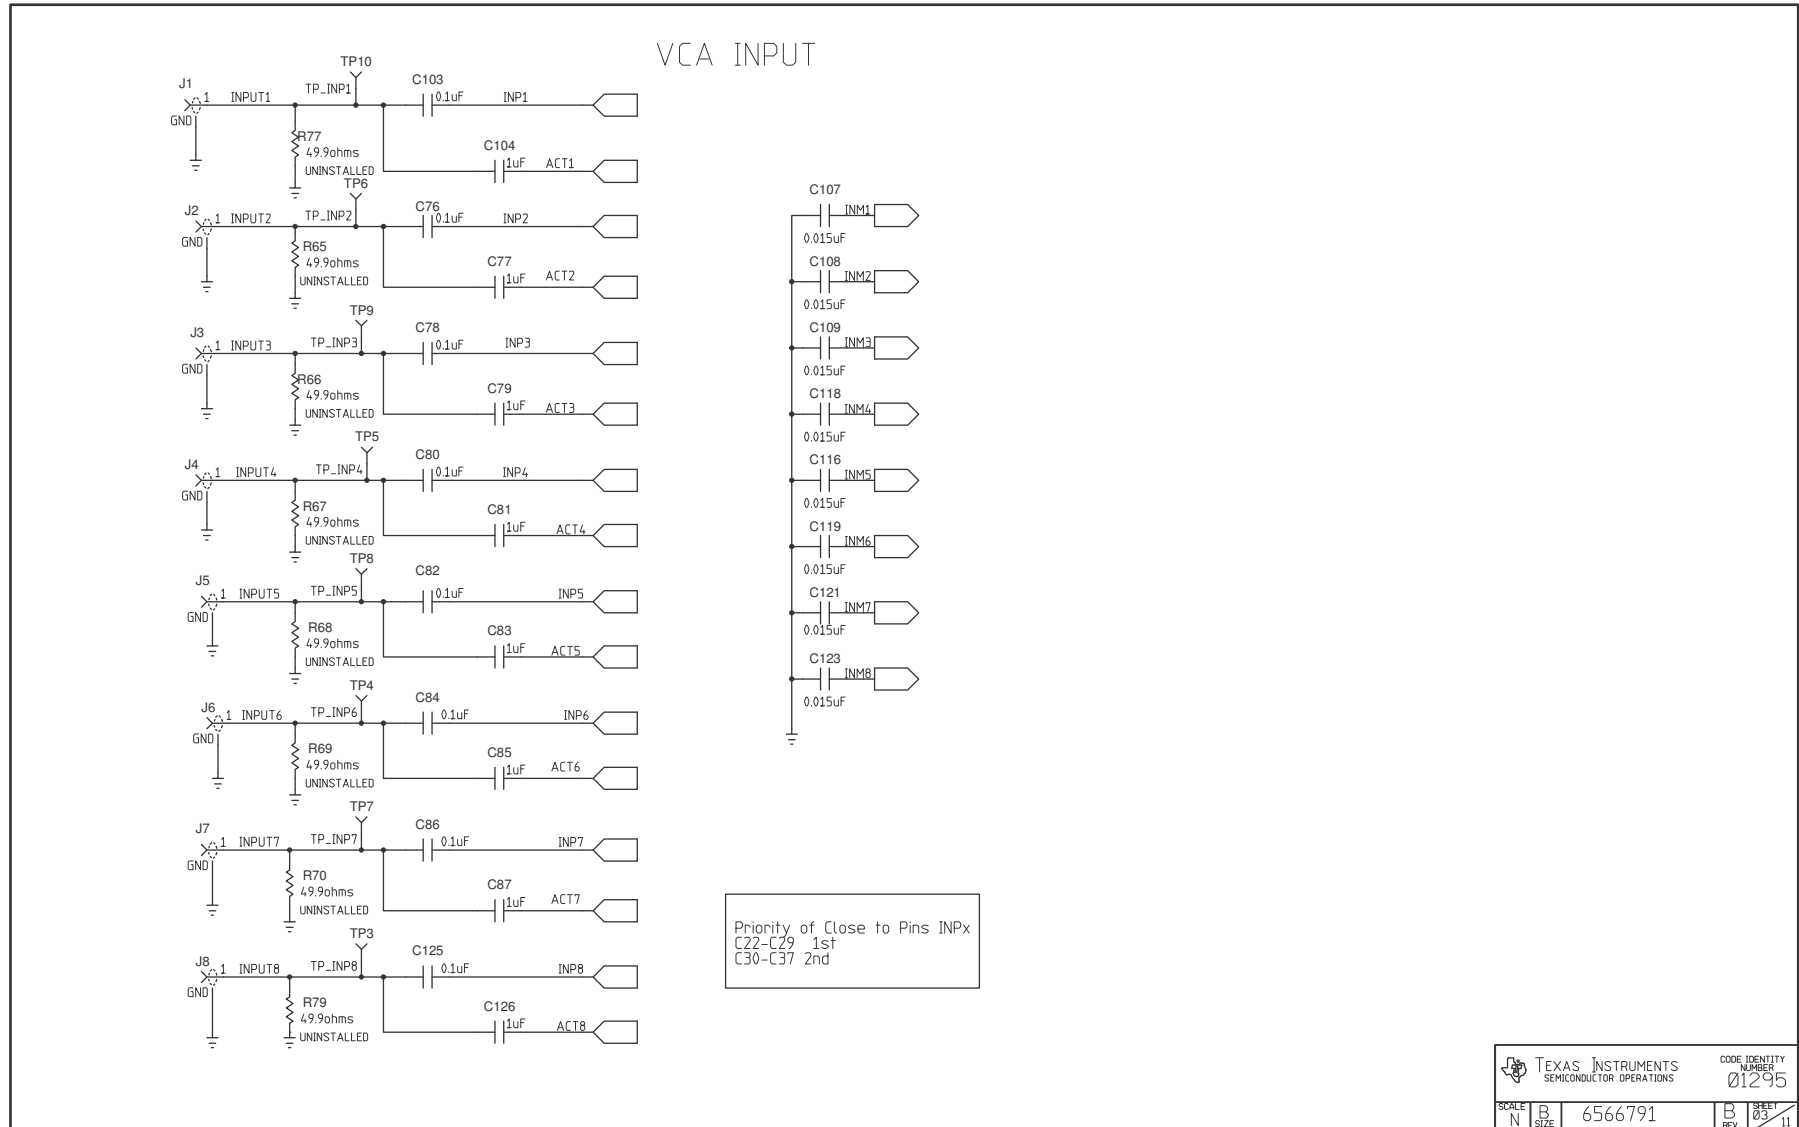 VCA INPUT
TP10
J1
1
INPUT1
TP_INP1
C103
0.1uF
INP1
GND
R77
49.9ohms
UNINSTALLED
C104
1uF
ACT1
TP6
J2
1
INPUT2
TP_INP2
C76
0.1uF
INP2
GND
R65
49.9ohms
UNINSTALLED
C77
1uF
ACT2
TP9
J3
1
INPUT3
TP_INP3
C78
0.1uF
INP3
GND
R66
49.9ohms
UNINSTALLED
C79
1uF
ACT3
TP5
J4
1
INPUT4
TP_INP4
C80
0.1uF
INP4
GND
R67
49.9ohms
UNINSTALLED
C81
1uF
ACT4
TP8
J5
1
INPUT5
TP_INP5
C82
0.1uF
INP5
GND
R68
49.9ohms
UNINSTALLED
C83
1uF
ACT5
TP4
J6
1
INPUT6
TP_INP6
C84
0.1uF
INP6
GND
R69
49.9ohms
UNINSTALLED
C85
1uF
ACT6
TP7
J7
1
INPUT7
TP_INP7
C86
0.1uF
INP7
GND
R70
49.9ohms
UNINSTALLED
C87
1uF
ACT7
TP3
J8
1
INPUT8
TP_INP8
C125
0.1uF
INP8
GND
R79
49.9ohms
UNINSTALLED
C126
1uF
ACT8
C107
INM1
0.015uF
C108
INM2
0.015uF
C109
INM3
0.015uF
C118
INM4
0.015uF
C116
INM5
0.015uF
C119
INM6
0.015uF
C121
INM7
0.015uF
C123
INM8
0.015uF
Priority of Close to Pins INPx
C22-C29 1st
C30-C37 2nd
TEXAS INSTRUMENTS
SEMICONDUCTOR OPERATIONS
CODE IDENTITY
NUMBER
01295
SCALE
N
B
SIZE
6566791
B
REV
SHEET
03
11